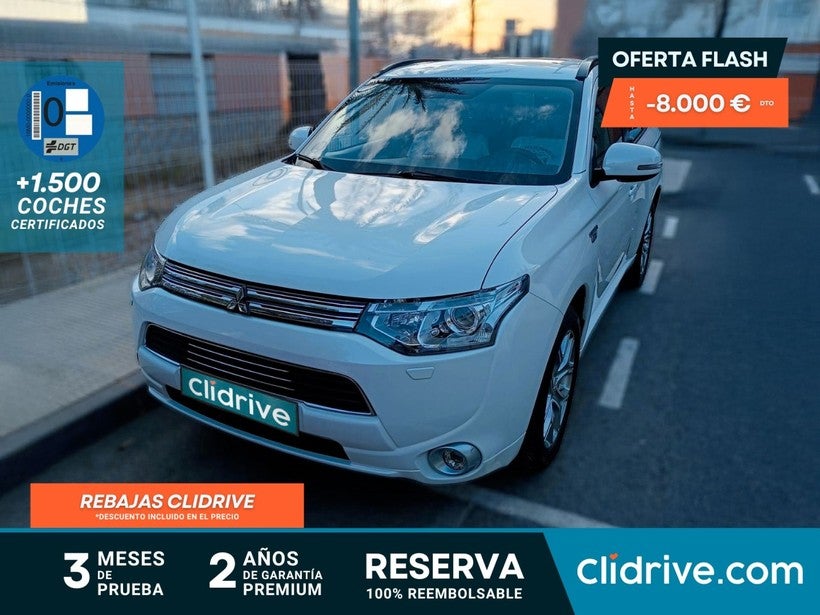 Emisiones
0
DGT
+1.500
COCHES
CERTIFICADOS
OFERTA FLASH
HASTA
-8.000 €
DTO
Clidrive
REBAJAS CLIDRIVE
*DESCUENTO INCLUIDO EN EL PRECIO
3 MESES
DE
PRUEBA
2 AÑOS
DE GARANTÍA
PREMIUM
RESERVA
100% REEMBOLSABLE
Clidrive.com